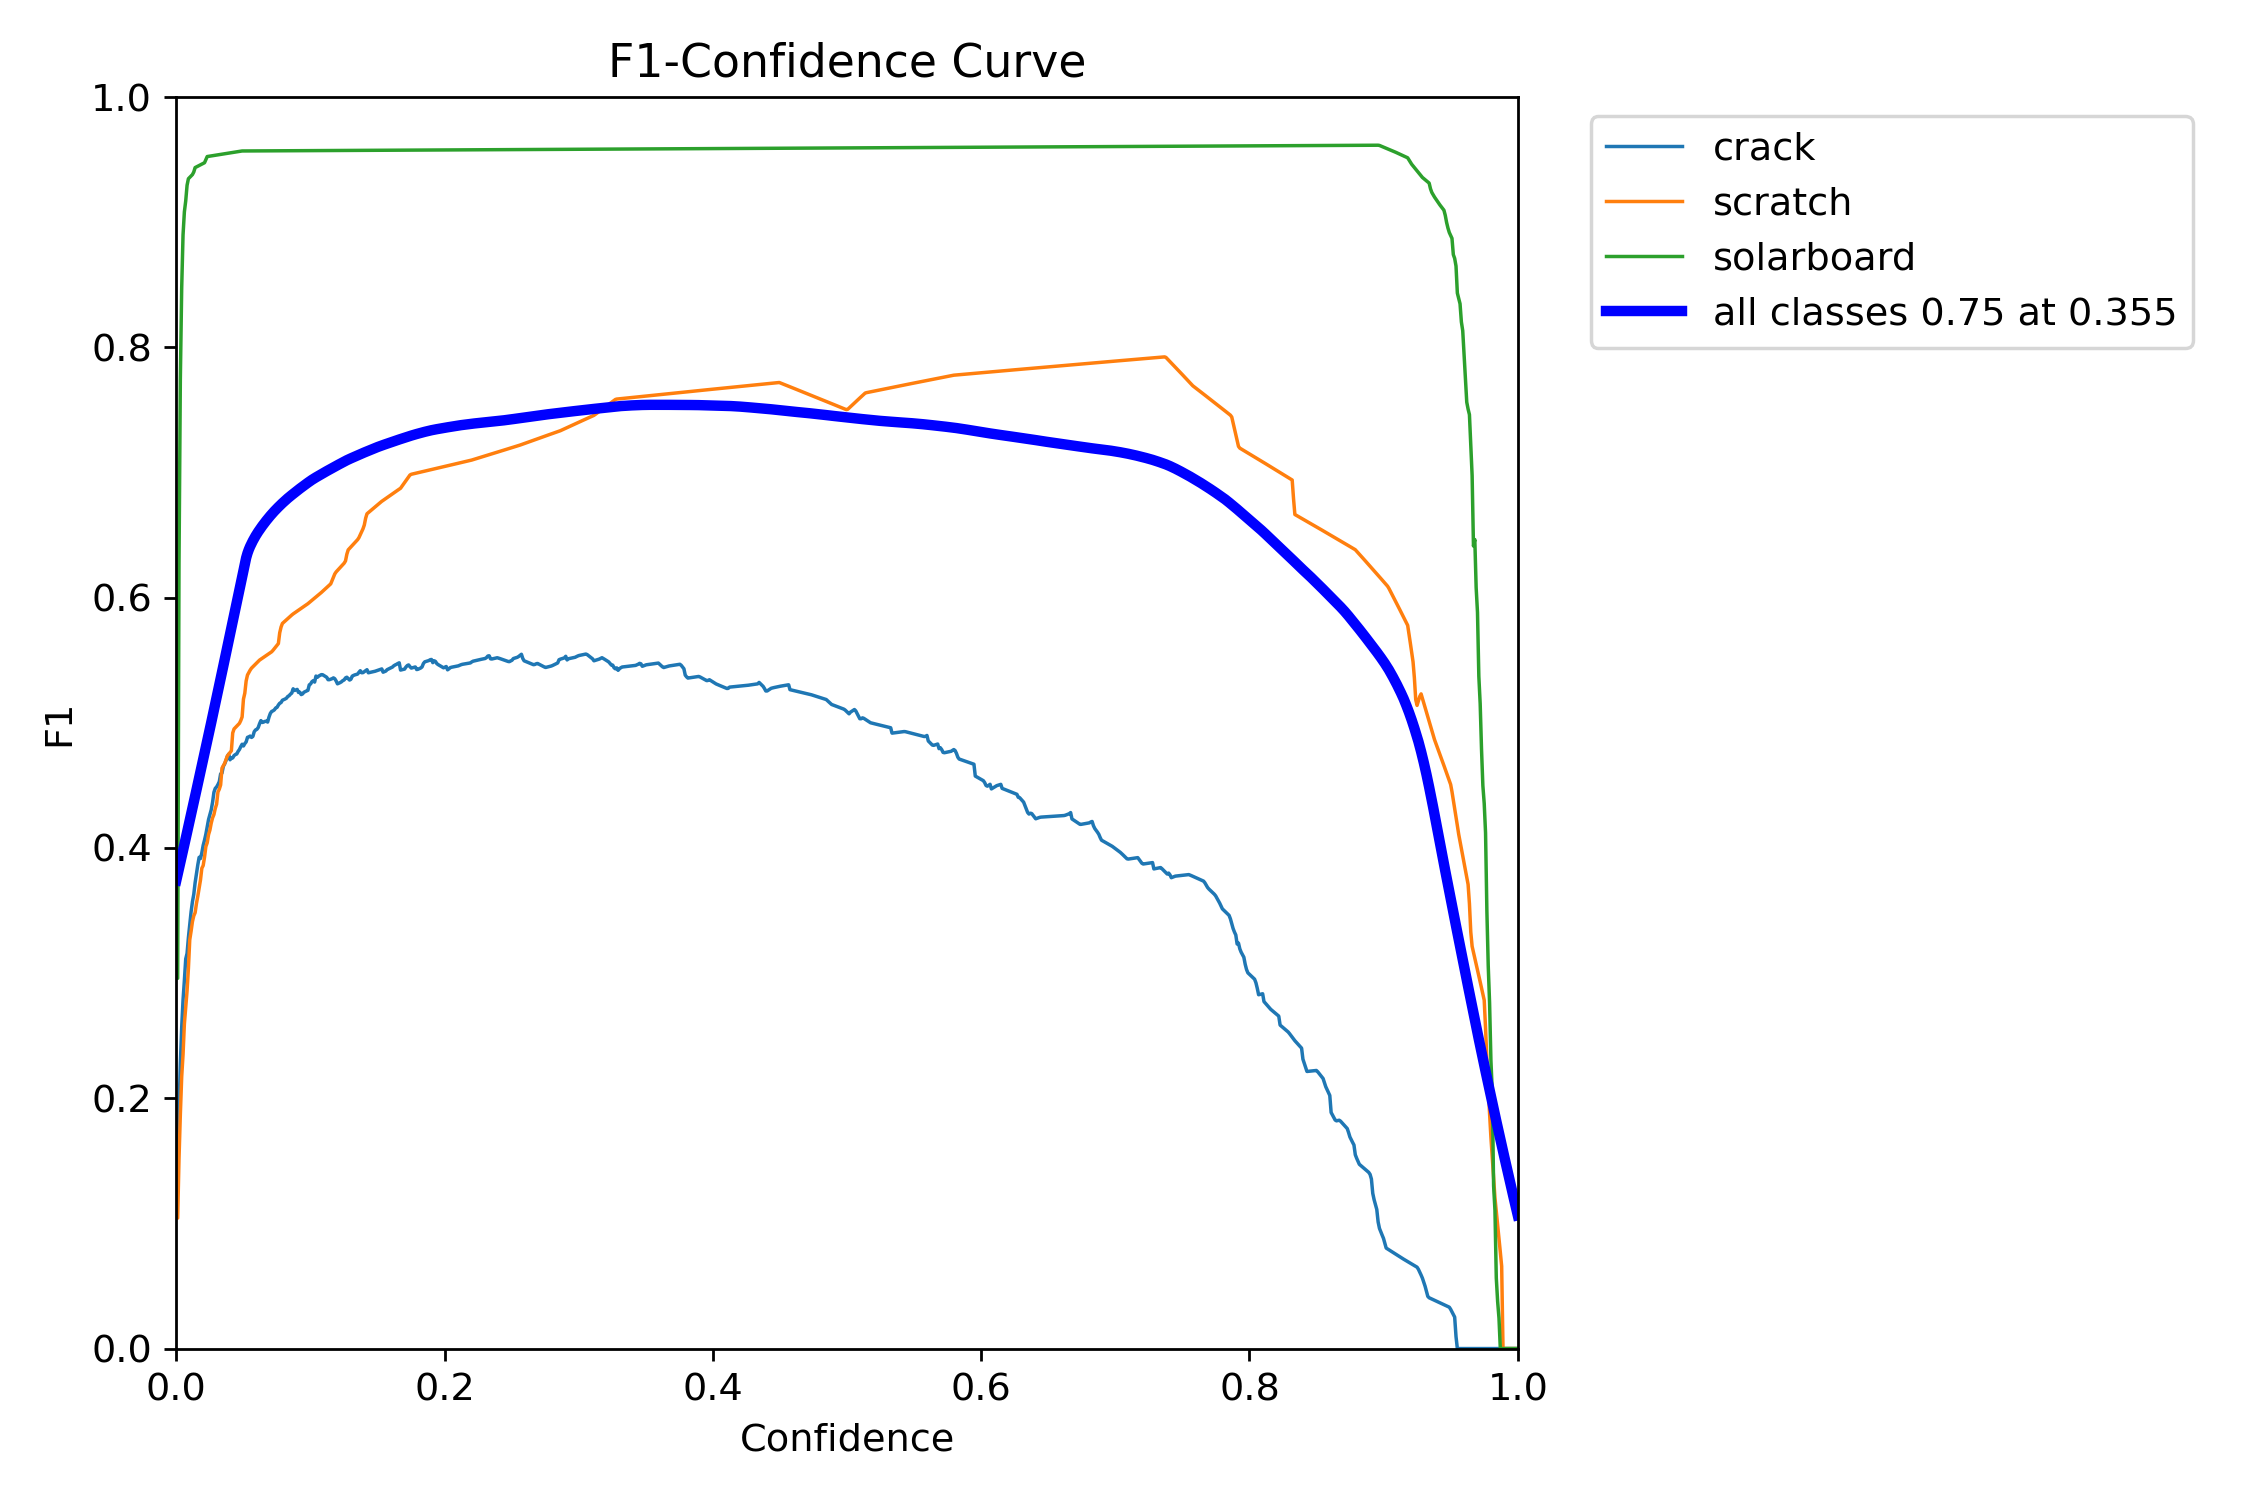 F1-Confidence Curve
1.0
0.8
0.6
0.4
0.2
0.0
F1
0.0 0.2 0.4 0.6 0.8 1.0
Confidence
crack
scratch
solarboard
all classes 0.75 at 0.355